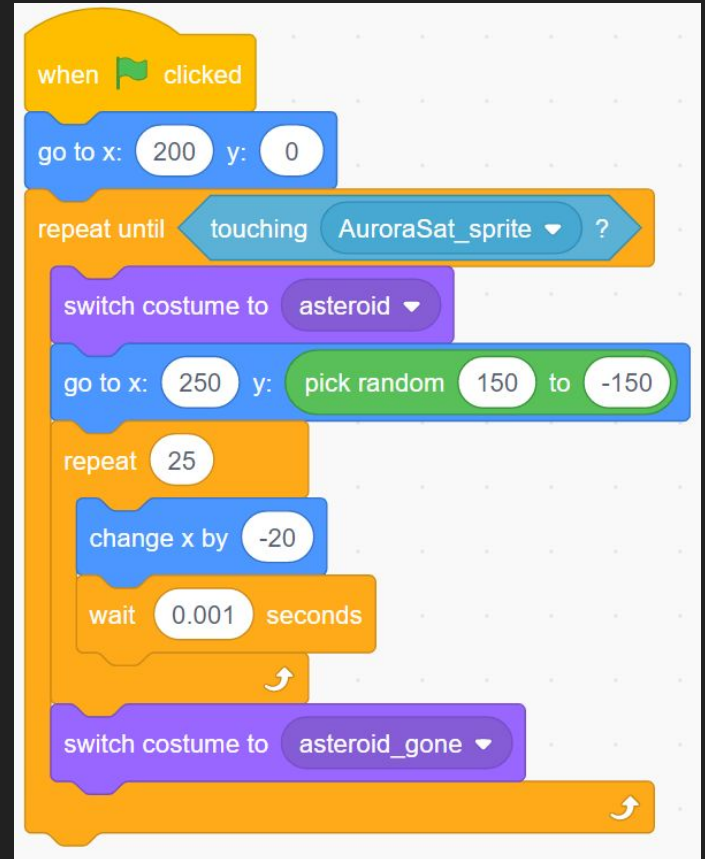 when clicked
go to x: 200 y: 0
repeat until touching AuroraSat_sprite ?
switch costume to asteroid
go to x: 250 y: pick random 150 to -150
repeat 25
change x by -20
wait 0.001 seconds
switch costume to asteroid_gone